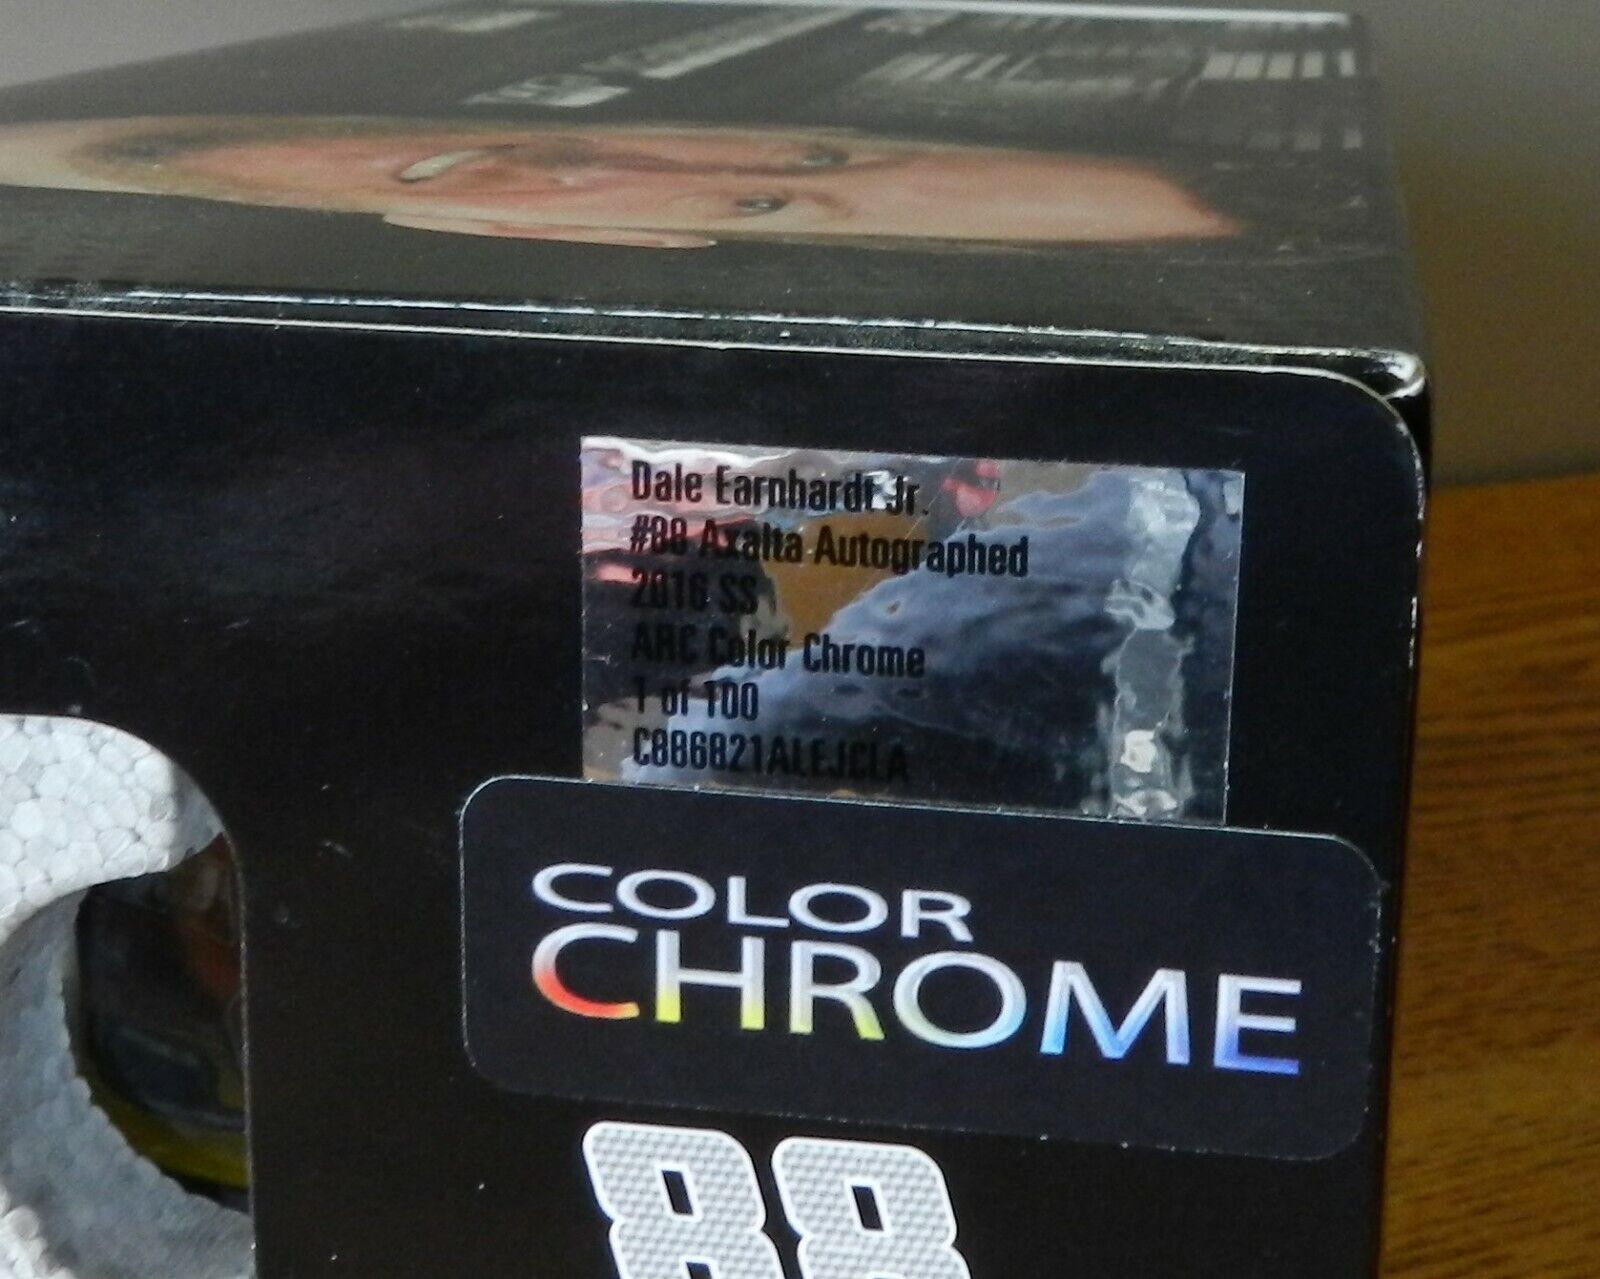 Dale Earnhardt Jr.
#88 Axalta Autographed
2016 SS
ARC Color Chrome
1 of 100
C886821ALEJCLA
COLOR
CHROME
88